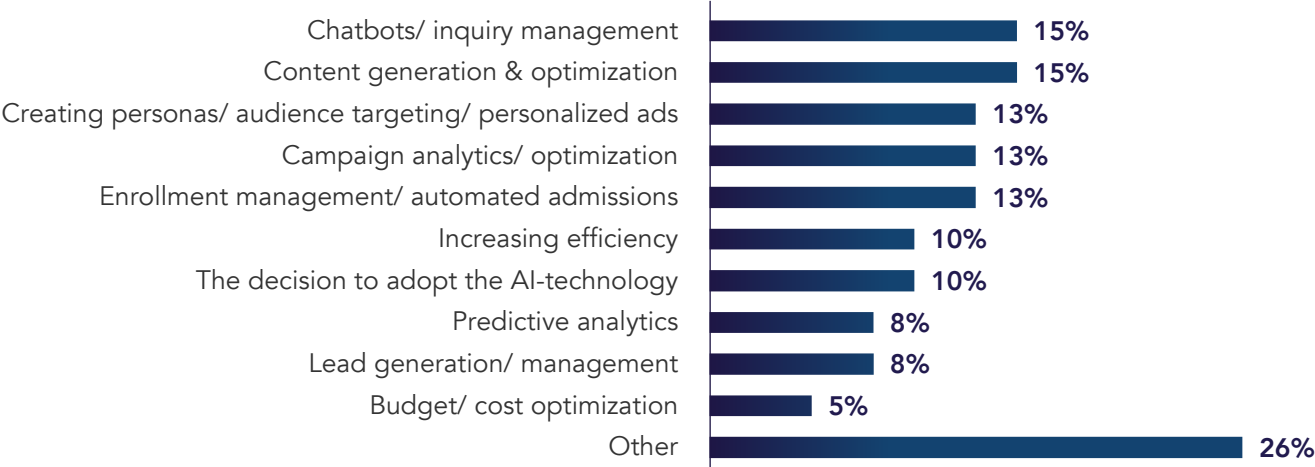 Chatbots/ inquiry management 15%
Content generation & optimization 15%
Creating personas/ audience targeting/ personalized ads 13%
Campaign analytics/ optimization 13%
Enrollment management/ automated admissions 13%
Increasing efficiency 10%
The decision to adopt the AI-technology 10%
Predictive analytics 8%
Lead generation/ management 8%
Budget/ cost optimization 5%
Other 26%